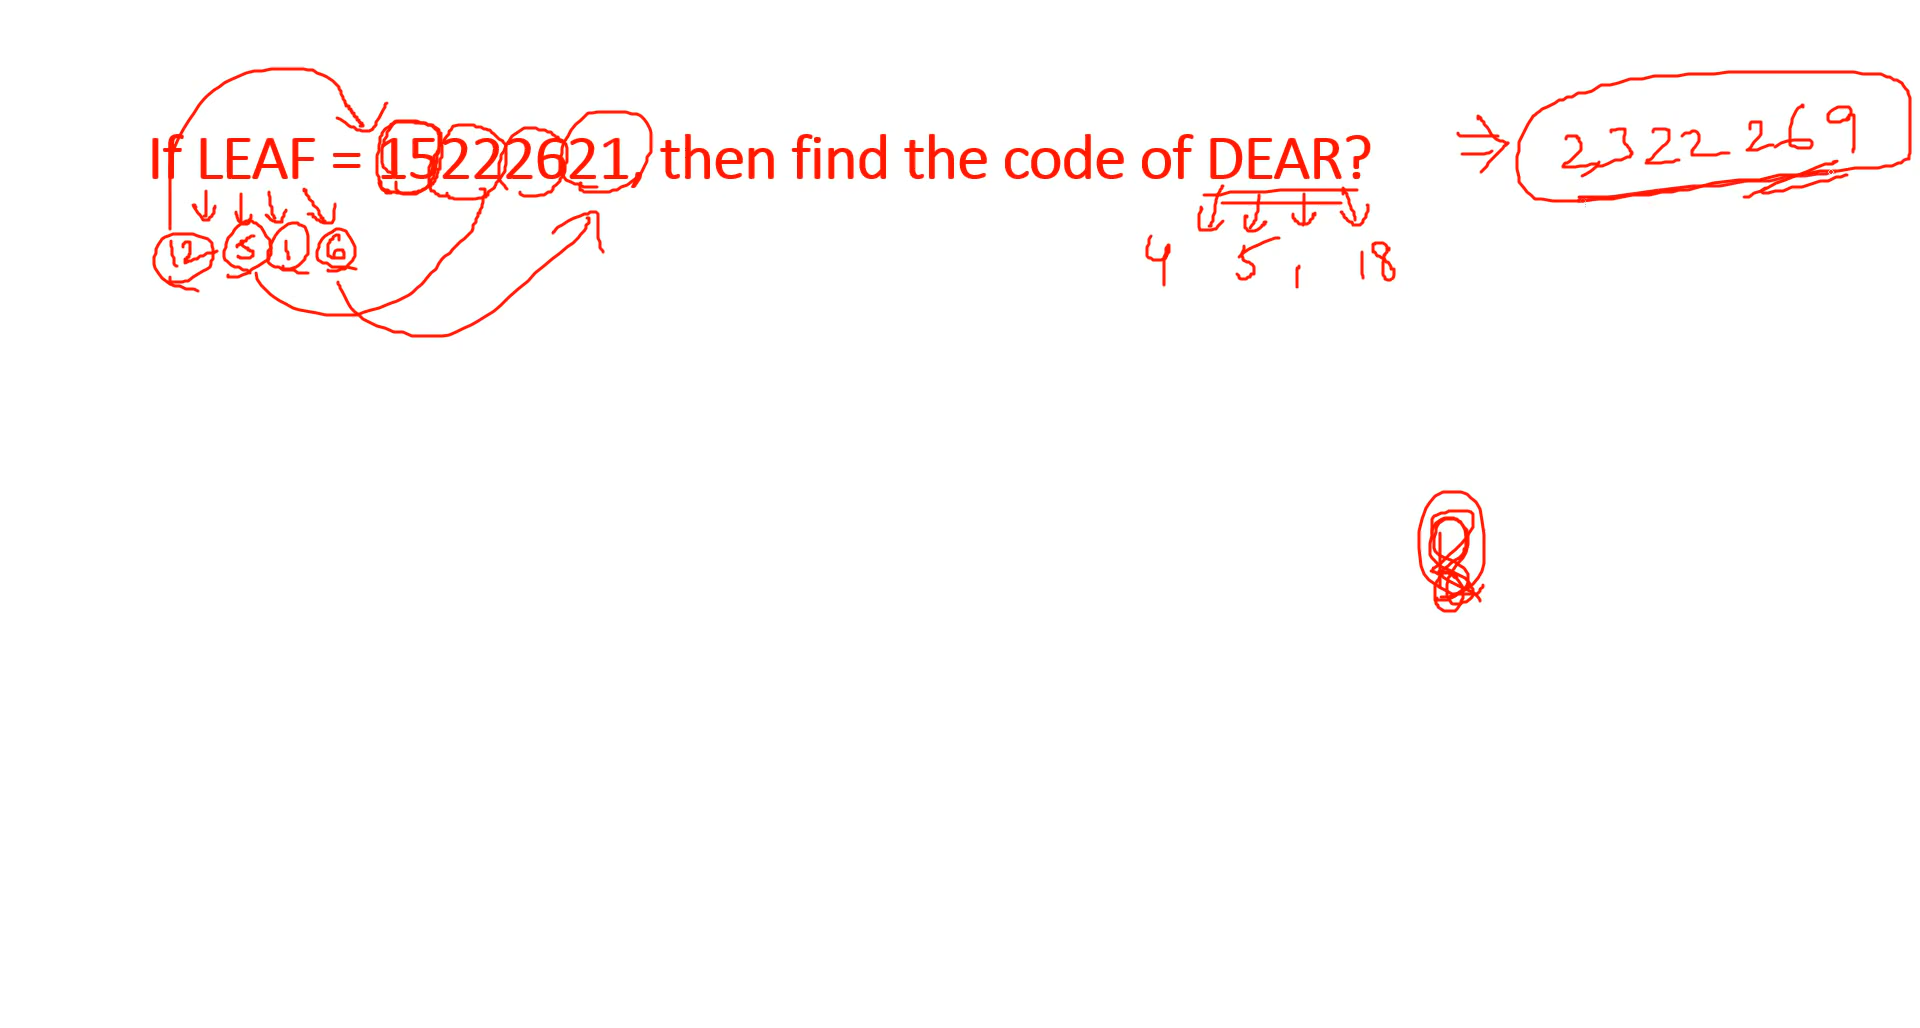 If LEAF = 15222621, then find the code of DEAR? ⇒ 2322269
12 5 1 6
4 5 1 18